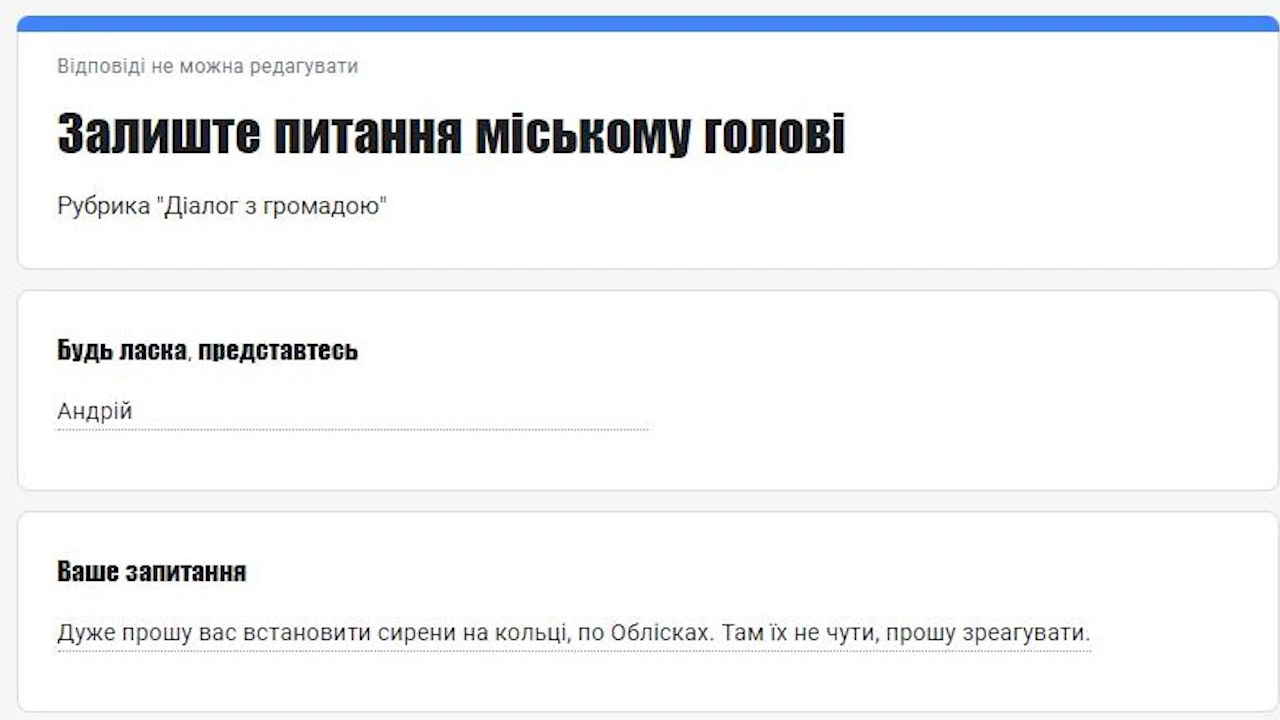 Відповіді не можна редагувати
Залиште питання міському голові
Рубрика "Діалог з громадою"
Будь ласка, представтесь
Андрій
Ваше запитання
Дуже прошу вас встановити сирени на кольці, по Облісках. Там їх не чути, прошу зреагувати.